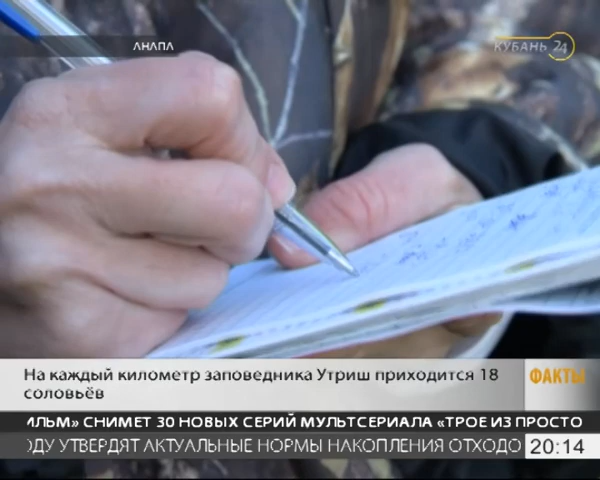 АНАПА
КУБАНЬ 24
На каждый километр заповедника Утриш приходится 18
соловьёв
ФАКТЫ
ИЛЬМ» СНИМЕТ 30 НОВЫХ СЕРИЙ МУЛЬТСЕРИАЛА «ТРОЕ ИЗ ПРОСТО
ОДУ УТВЕРДЯТ АКТУАЛЬНЫЕ НОРМЫ НАКОПЛЕНИЯ ОТХОДО
20:14